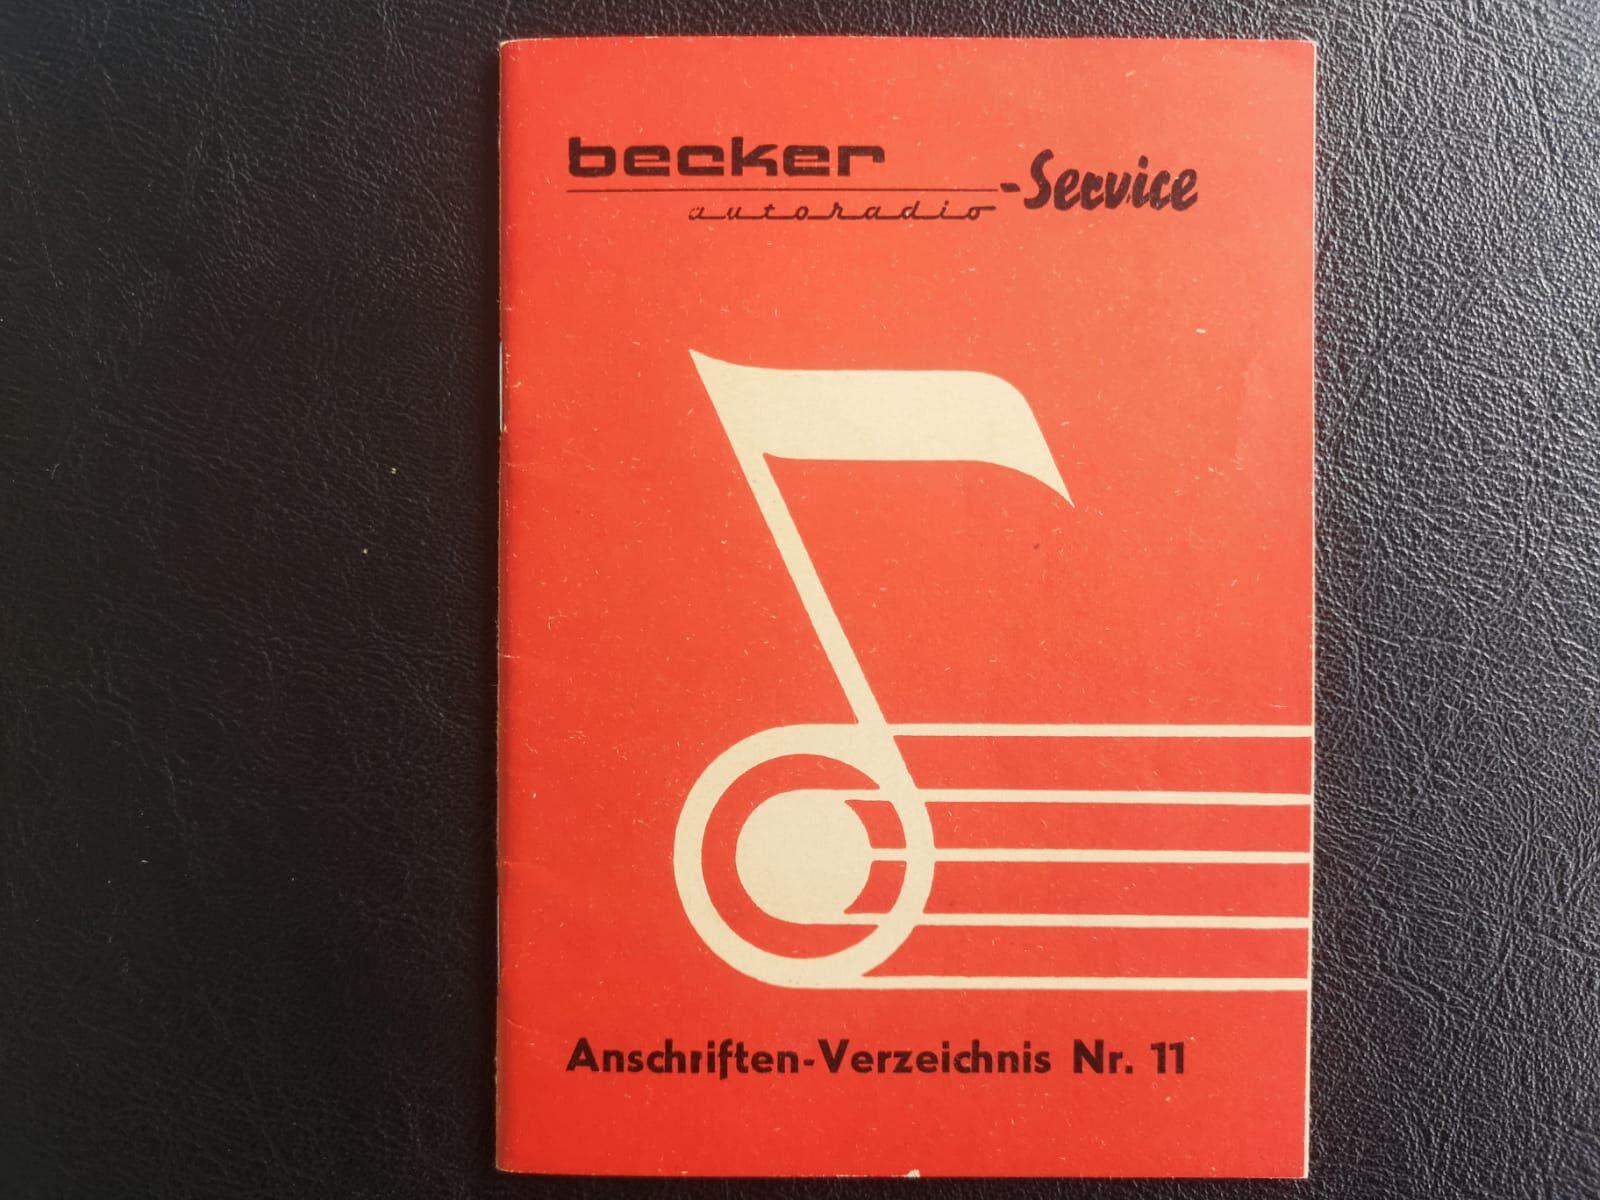 becker
autoradio -Service
Anschriften-Verzeichnis Nr. 11